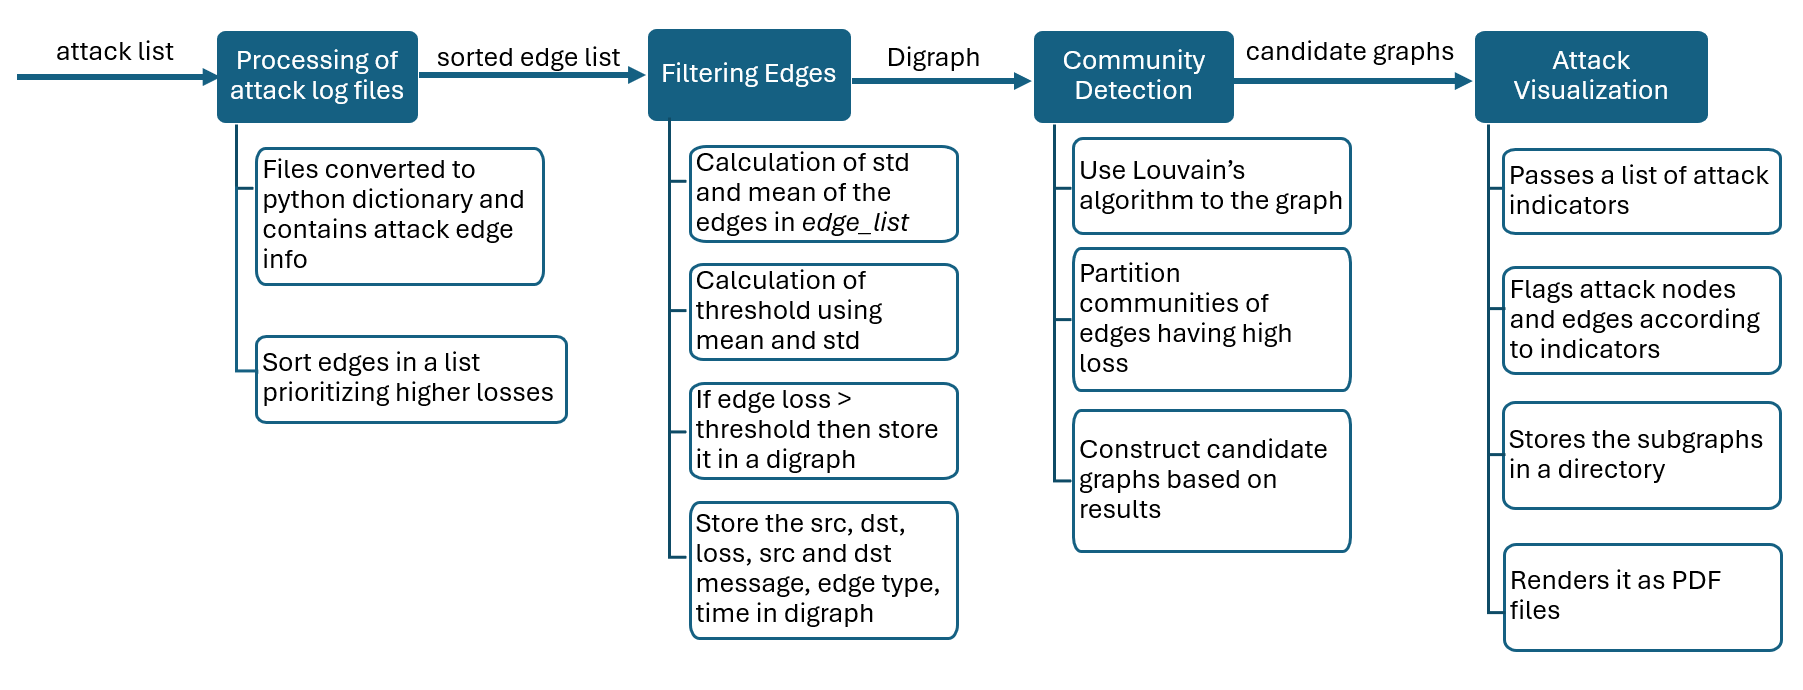 attack list
Processing of
attack log files
sorted edge list
Filtering Edges
Digraph
Community
Detection
candidate graphs
Attack
Visualization
Files converted to
python dictionary and
contains attack edge
info
Sort edges in a list
prioritizing higher losses
Calculation of std
and mean of the
edges in edge_list
Calculation of
threshold using
mean and std
If edge loss >
threshold then store
it in a digraph
Store the src, dst,
loss, src and dst
message, edge type,
time in digraph
Use Louvain’s
algorithm to the graph
Partition
communities of
edges having high
loss
Construct candidate
graphs based on
results
Passes a list of attack
indicators
Flags attack nodes
and edges according
to indicators
Stores the subgraphs
in a directory
Renders it as PDF
files